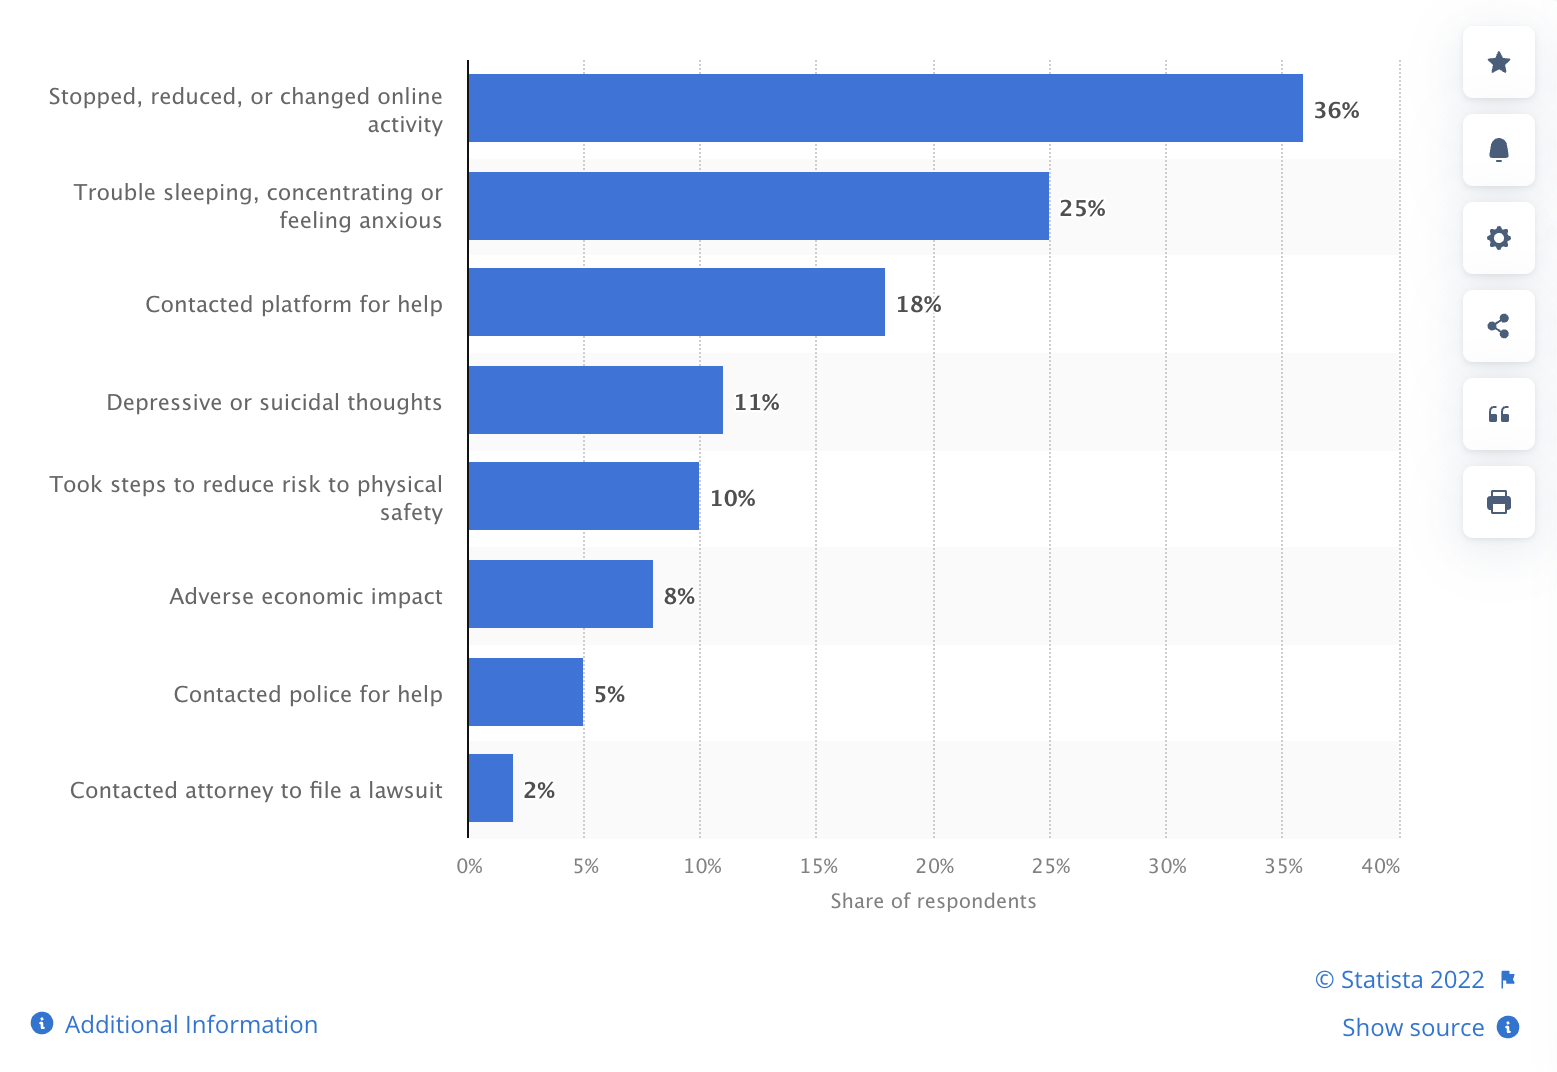 Stopped, reduced, or changed online
activity
36%
Trouble sleeping, concentrating or
feeling anxious
25%
Contacted platform for help
18%
Depressive or suicidal thoughts
11%
Took steps to reduce risk to physical
safety
10%
Adverse economic impact
8%
Contacted police for help
5%
Contacted attorney to file a lawsuit
2%
0% 5% 10% 15% 20% 25% 30% 35% 40%
Share of respondents
© Statista 2022
Additional Information
Show source